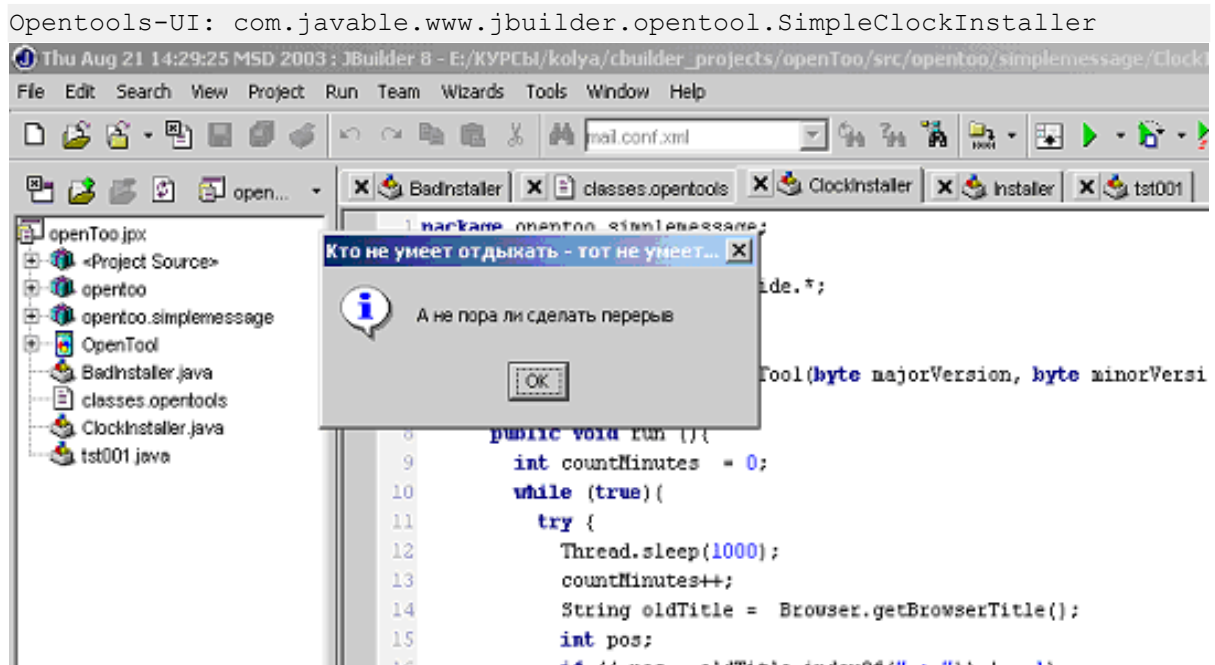 Opentools-UI: com.javable.www.jbuilder.opentool.SimpleClockInstaller
Thu Aug 21 14:29:25 MSD 2003 : JBuilder 8 - E:/КУРСЫ/kolya/cbuilder_projects/openToo/src/opentoo/simplemessage/Clock
File Edit Search View Project Run Team Wizards Tools Window Help
mail.conf.xml
open...
BadInstaller
classes.opentools
ClockInstaller
Installer
tst001
openToo.jpx
<Project Source>
opentoo
opentoo.simplemessage
OpenTool
BadInstaller.java
classes.opentools
ClockInstaller.java
tst001.java
1 package opentoo.simplemessage;
Кто не умеет отдыхать - тот не умеет...
ide.*;
А не пора ли сделать перерыв
OK
Tool(byte majorVersion, byte minorVersi
8 public void run (){
9 int countMinutes = 0;
10 while (true){
11 try {
12 Thread.sleep(1000);
13 countMinutes++;
14 String oldTitle = Browser.getBrowserTitle();
15 int pos;